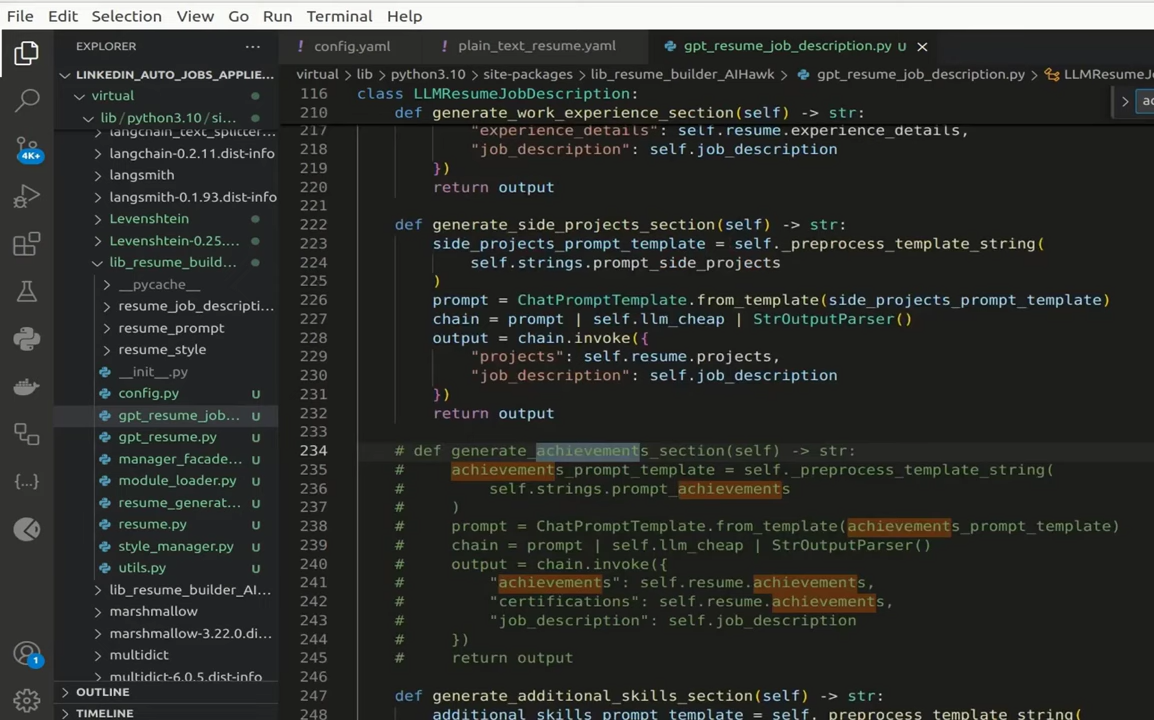 File Edit Selection View Go Run Terminal Help
EXPLORER ...
config.yaml
plain_text_resume.yaml
gpt_resume_job_description.py U
LINKEDIN_AUTO_JOBS_APPLIE...
virtual > lib > python3.10 > site-packages > lib_resume_builder_AIHawk > gpt_resume_job_description.py > LLMResumeJo
virtual
lib / python3.10 / si...
langchain_text_splitter...
langchain-0.2.11.dist-info
langsmith
langsmith-0.1.93.dist-info
Levenshtein
Levenshtein-0.25....
lib_resume_build...
__pycache__
resume_job_descripti...
resume_prompt
resume_style
__init__.py
config.py U
gpt_resume_job... U
gpt_resume.py U
manager_facade... U
module_loader.py U
resume_generat... U
resume.py U
style_manager.py U
utils.py U
lib_resume_builder_AI...
marshmallow
marshmallow-3.22.0.di...
multidict
multidict-6.0.5.dist-info
OUTLINE
TIMELINE
4K+
1
ac
116 class LLMResumeJobDescription:
210 def generate_work_experience_section(self) -> str:
217 "experience_details": self.resume.experience_details,
218 "job_description": self.job_description
219 })
220 return output
221
222 def generate_side_projects_section(self) -> str:
223 side_projects_prompt_template = self._preprocess_template_string(
224 self.strings.prompt_side_projects
225 )
226 prompt = ChatPromptTemplate.from_template(side_projects_prompt_template)
227 chain = prompt | self.llm_cheap | StrOutputParser()
228 output = chain.invoke({
229 "projects": self.resume.projects,
230 "job_description": self.job_description
231 })
232 return output
233
234 # def generate_achievements_section(self) -> str:
235 # achievements_prompt_template = self._preprocess_template_string(
236 # self.strings.prompt_achievements
237 # )
238 # prompt = ChatPromptTemplate.from_template(achievements_prompt_template)
239 # chain = prompt | self.llm_cheap | StrOutputParser()
240 # output = chain.invoke({
241 # "achievements": self.resume.achievements,
242 # "certifications": self.resume.achievements,
243 # "job_description": self.job_description
244 # })
245 # return output
246
247 def generate_additional_skills_section(self) -> str:
248 additional_skills_prompt_template = self._preprocess_template_string(